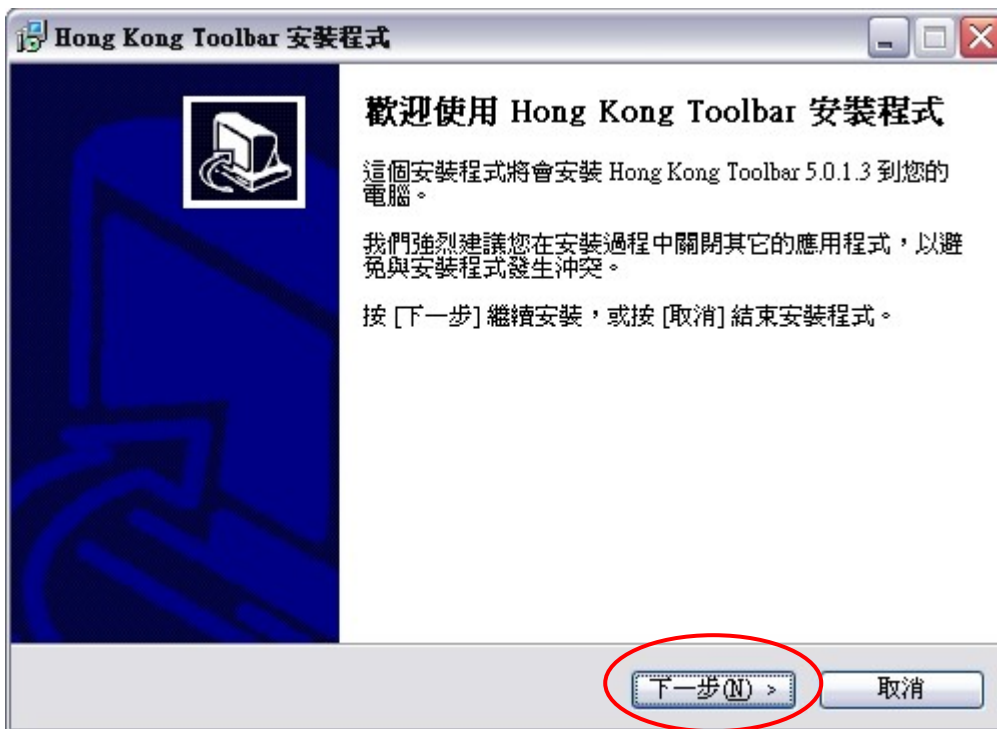 Hong Kong Toolbar 安裝程式
歡迎使用 Hong Kong Toolbar 安裝程式
這個安裝程式將會安裝 Hong Kong Toolbar 5.0.1.3 到您的
電腦。
我們強烈建議您在安裝過程中關閉其它的應用程式，以避
免與安裝程式發生沖突。
按 [下一步] 繼續安裝，或按 [取消] 結束安裝程式。
下一步(N) >
取消